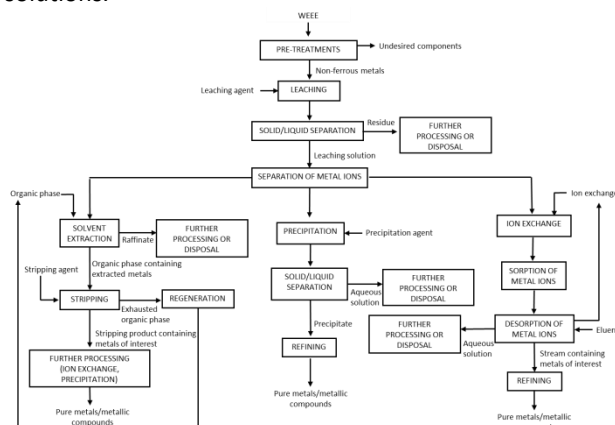 solutions.
WEEE
PRE-TREATMENTS
Undesired components
Non-ferrous metals
Leaching agent
LEACHING
SOLID/LIQUID SEPARATION
Residue
FURTHER
PROCESSING OR
DISPOSAL
Leaching solution
SEPARATION OF METAL IONS
Organic phase
SOLVENT
EXTRACTION
Raffinate
FURTHER
PROCESSING OR
DISPOSAL
Organic phase containing
extracted metals
Stripping agent
STRIPPING
Exhausted
organic phase
REGENERATION
Stripping product containing
metals of interest
FURTHER PROCESSING
(ION EXCHANGE,
PRECIPITATION)
Pure metals/metallic
compounds
PRECIPITATION
Precipitation agent
SOLID/LIQUID
SEPARATION
Aqueous
solution
FURTHER
PROCESSING OR
DISPOSAL
Precipitate
REFINING
Pure metals/metallic
compounds
Ion exchange
ION EXCHANGE
SORPTION OF
METAL IONS
DESORPTION OF
METAL IONS
Eluen
Aqueous
solution
FURTHER
PROCESSING OR
DISPOSAL
Stream containing
metals of interest
REFINING
Pure metals/metallic